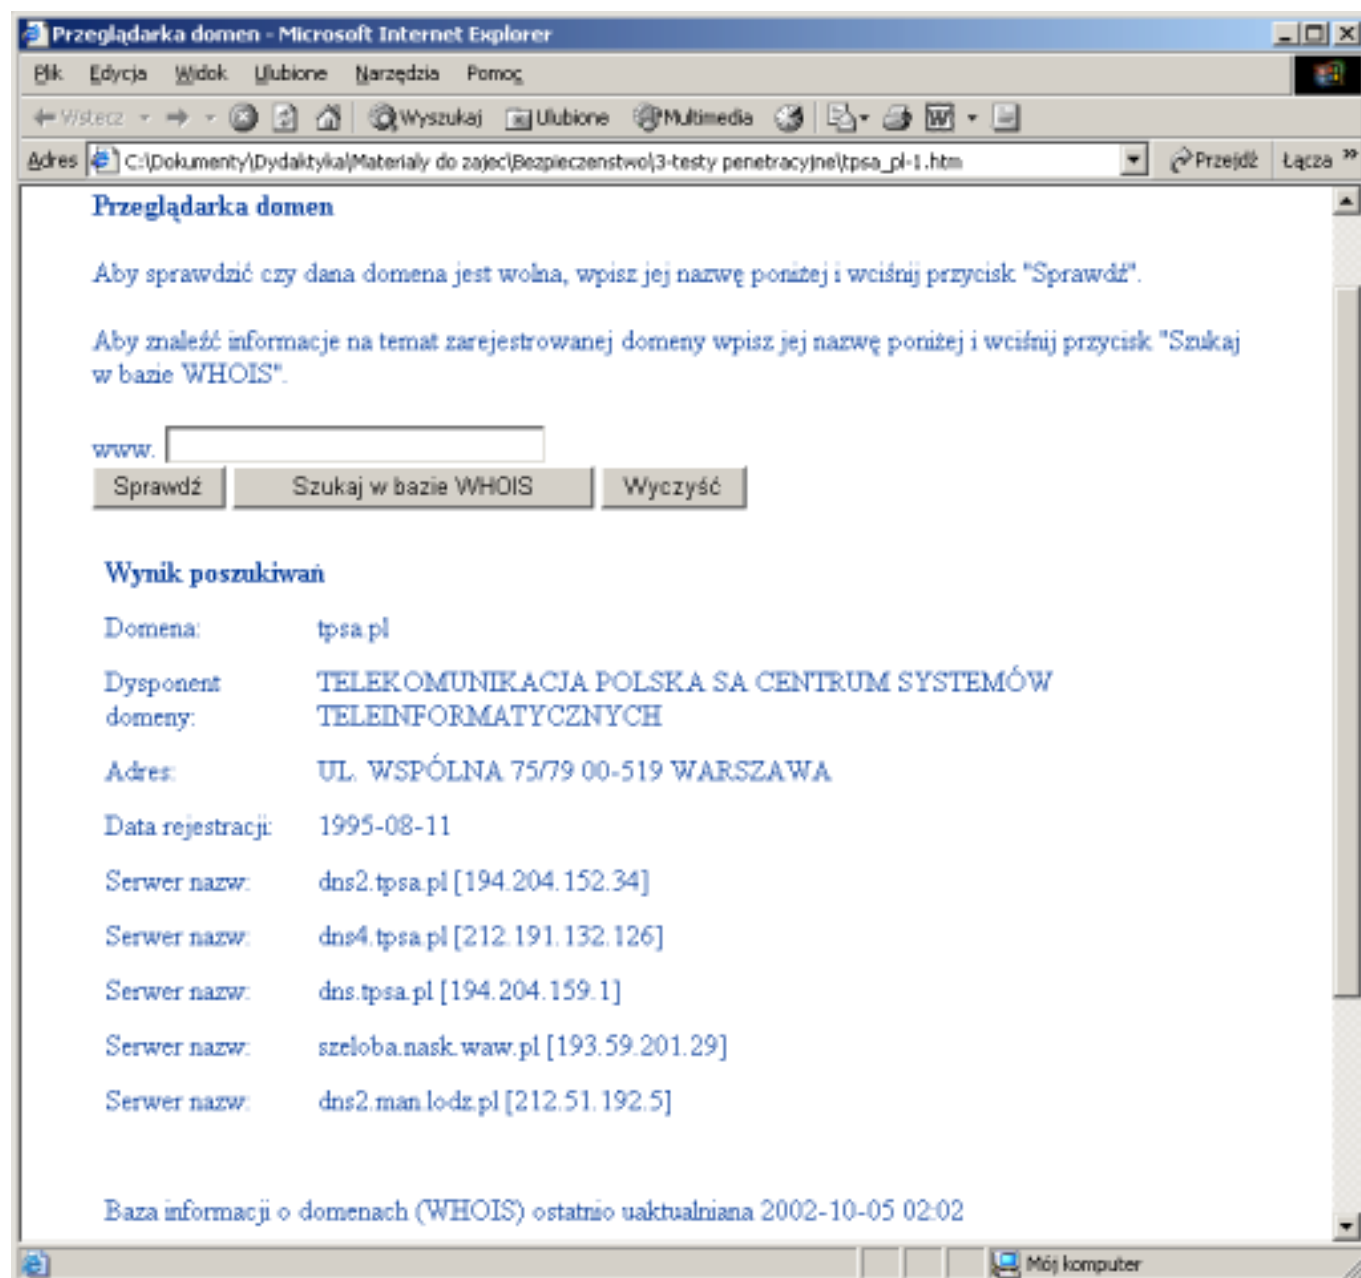 Przeglądarka domen - Microsoft Internet Explorer
Plik Edycja Widok Ulubione Narzędzia Pomoc
Wstecz Wyszukaj Ulubione Multimedia
Adres C:\Dokumenty\Dydaktyka\Materialy do zajec\Bezpieczenstwo\3-testy penetracyjne\tpsa_pl-1.htm Przejdź Łącza »
Przeglądarka domen
Aby sprawdzić czy dana domena jest wolna, wpisz jej nazwę poniżej i wciśnij przycisk "Sprawdź".
Aby znaleźć informacje na temat zarejestrowanej domeny wpisz jej nazwę poniżej i wciśnij przycisk "Szukaj
w bazie WHOIS".
www.
Sprawdź Szukaj w bazie WHOIS Wyczyść
Wynik poszukiwań
Domena: tpsa.pl
Dysponent TELEKOMUNIKACJA POLSKA SA CENTRUM SYSTEMÓW
domeny: TELEINFORMATYCZNYCH
Adres: UL. WSPÓLNA 75/79 00-519 WARSZAWA
Data rejestracji: 1995-08-11
Serwer nazw: dns2.tpsa.pl [194.204.152.34]
Serwer nazw: dns4.tpsa.pl [212.191.132.126]
Serwer nazw: dns.tpsa.pl [194.204.159.1]
Serwer nazw: szeloba.nask.waw.pl [193.59.201.29]
Serwer nazw: dns2.man.lodz.pl [212.51.192.5]
Baza informacji o domenach (WHOIS) ostatnio uaktualniana 2002-10-05 02:02
Mój komputer